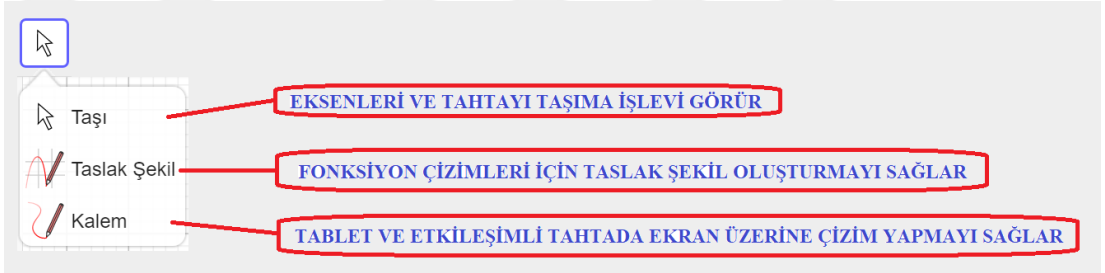 Taşı
EKSENLERİ VE TAHTAYI TAŞIMA İŞLEVİ GÖRÜR
Taslak Şekil
FONKSİYON ÇİZİMLERİ İÇİN TASLAK ŞEKİL OLUŞTURMAYI SAĞLAR
Kalem
TABLET VE ETKİLEŞİMLİ TAHTADA EKRAN ÜZERİNE ÇİZİM YAPMAYI SAĞLAR